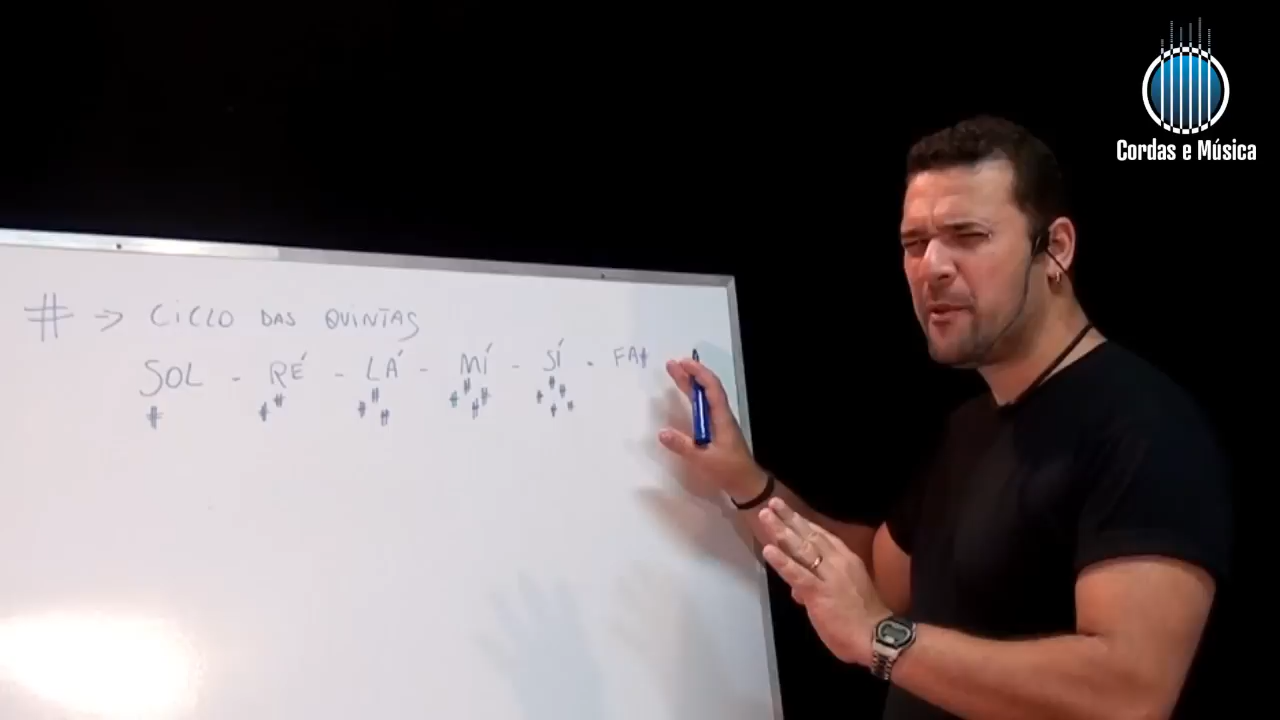 # → CICLO DAS QUINTAS
SOL - RÉ - LÁ - MÍ - SÍ - FA#
# ## ### #### #####
Cordas e Música